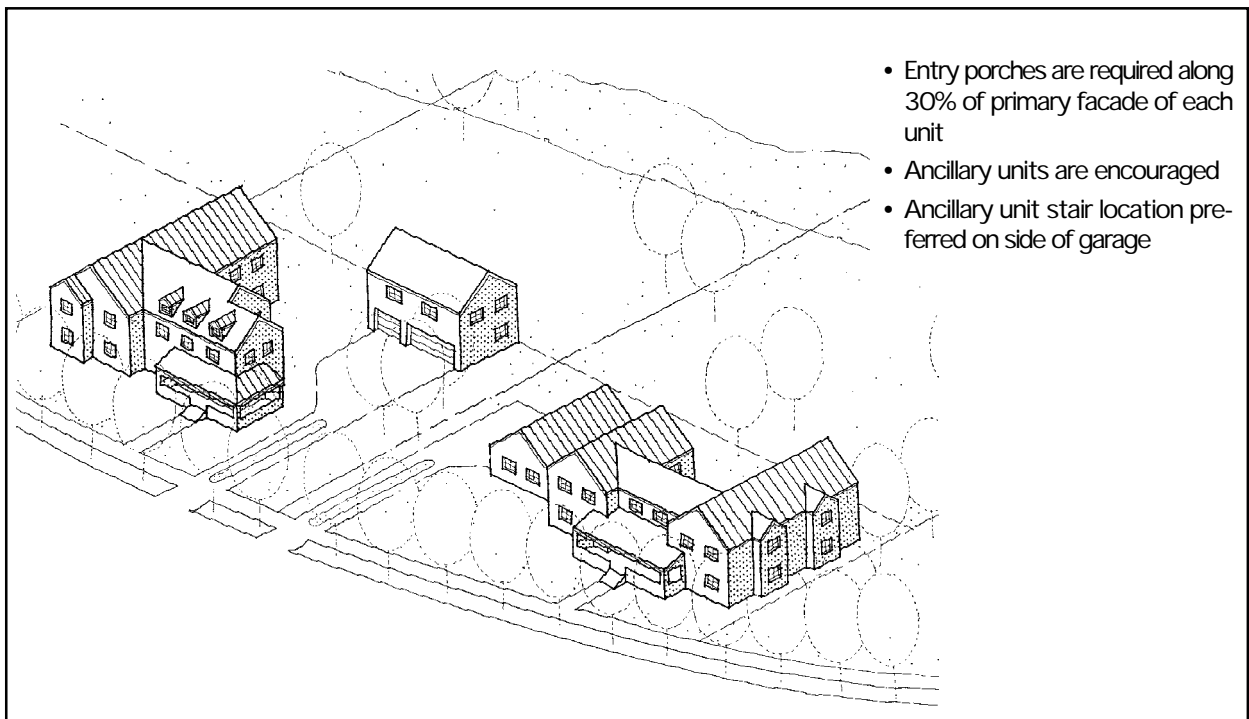 • Entry porches are required along
30% of primary facade of each
unit
• Ancillary units are encouraged
• Ancillary unit stair location pre-
ferred on side of garage